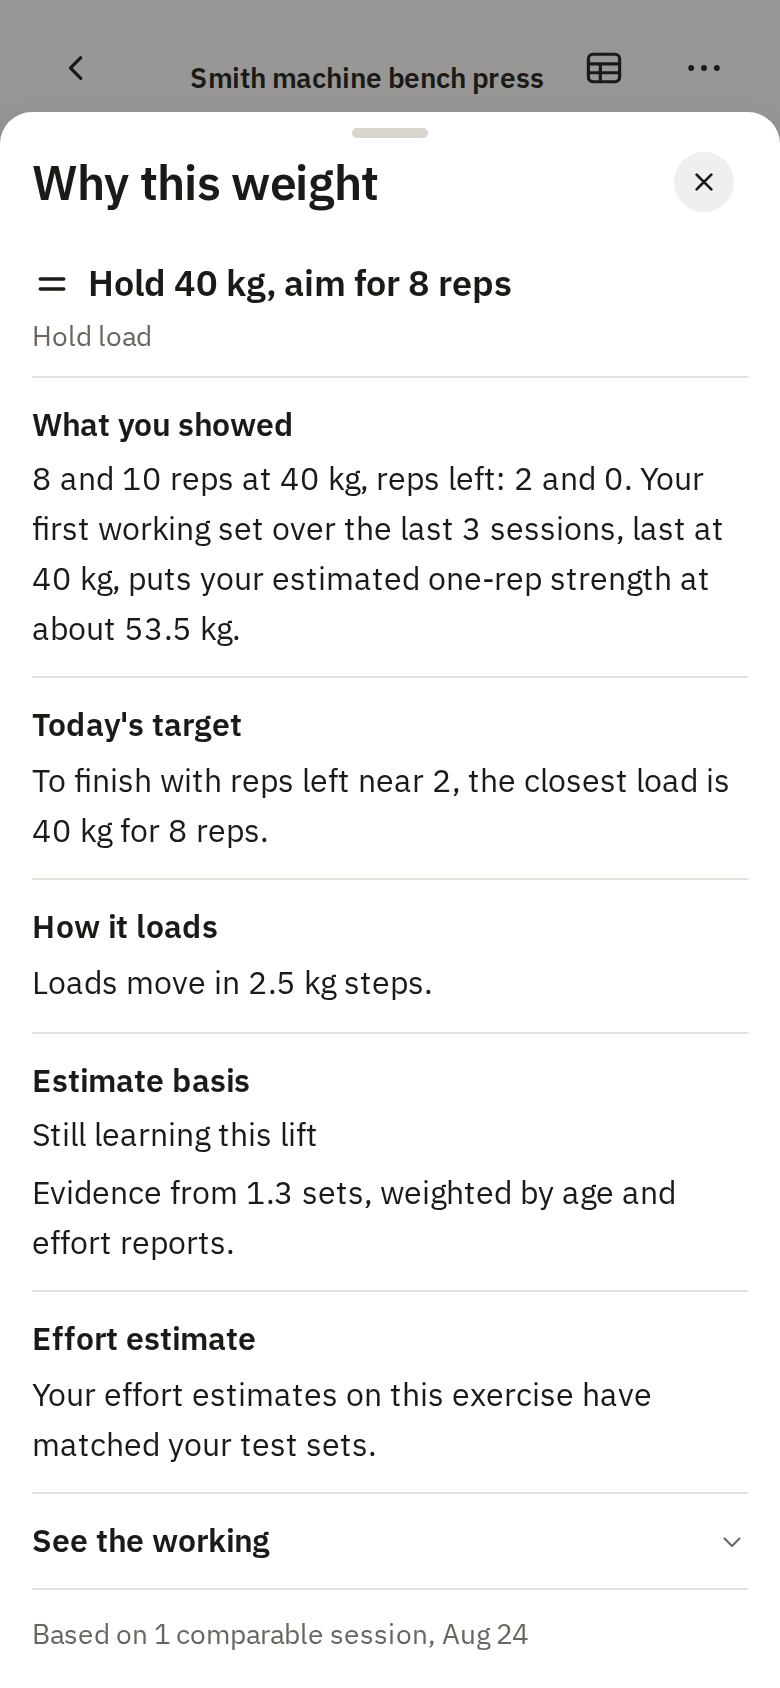 Smith machine bench press
Why this weight
Hold 40 kg, aim for 8 reps
Hold load
What you showed
8 and 10 reps at 40 kg, reps left: 2 and 0. Your
first working set over the last 3 sessions, last at
40 kg, puts your estimated one-rep strength at
about 53.5 kg.
Today's target
To finish with reps left near 2, the closest load is
40 kg for 8 reps.
How it loads
Loads move in 2.5 kg steps.
Estimate basis
Still learning this lift
Evidence from 1.3 sets, weighted by age and
effort reports.
Effort estimate
Your effort estimates on this exercise have
matched your test sets.
See the working
Based on 1 comparable session, Aug 24